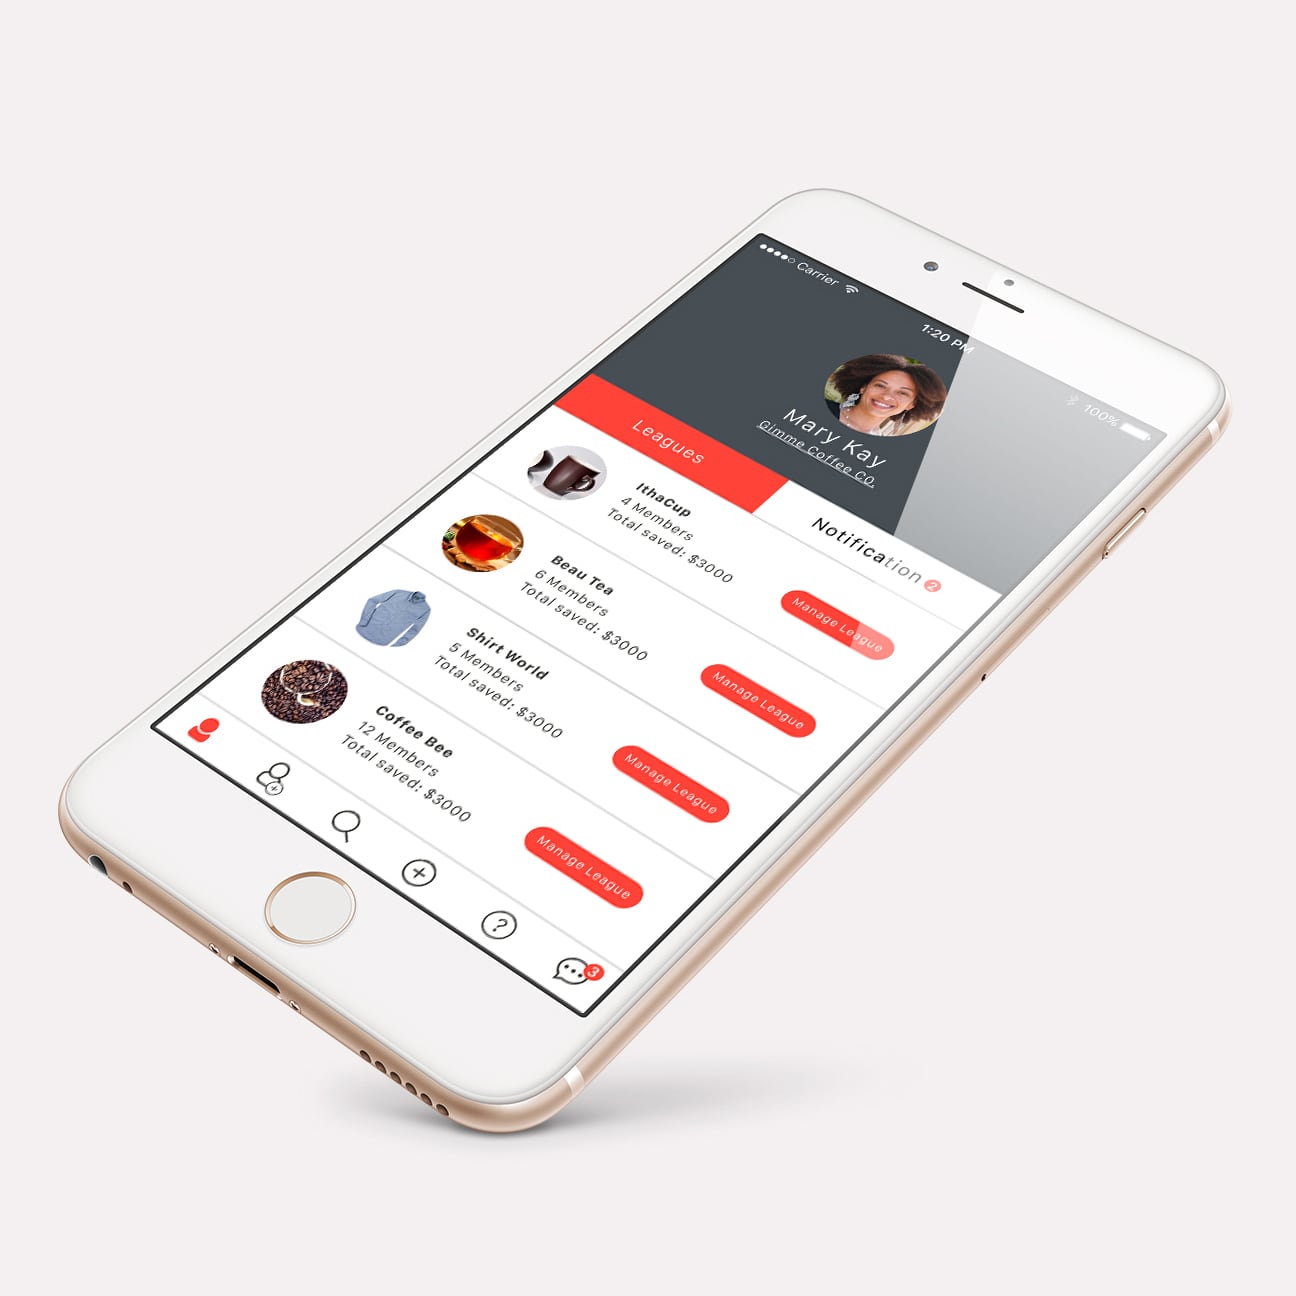 Carrier
1:20 PM
100%
Mary Kay
Gimme Coffee CO.
Leagues
Notification 2
IthaCup
4 Members
Total saved: $3000
Manage League
Beau Tea
6 Members
Total saved: $3000
Manage League
Shirt World
5 Members
Total saved: $3000
Manage League
Coffee Bee
12 Members
Total saved: $3000
Manage League
?
3